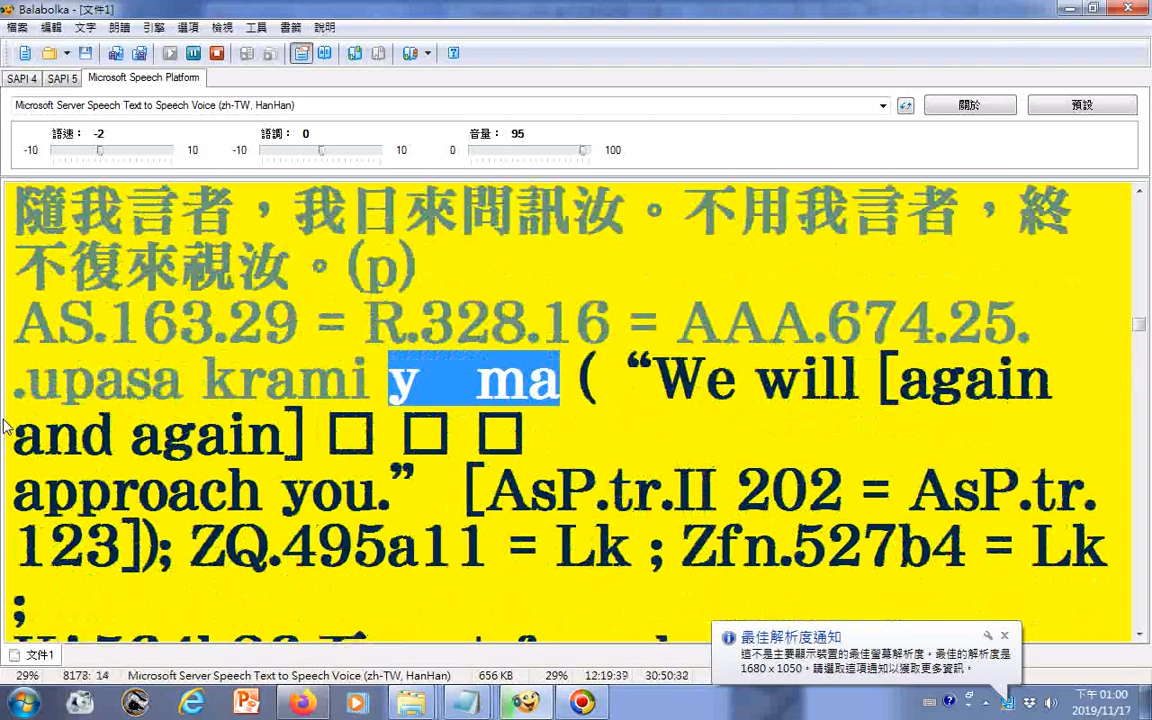 Balabolka - [文件1]
檔案 編輯 文字 朗讀 引擎 選項 檢視 工具 書籤 說明
SAPI 4 SAPI 5 Microsoft Speech Platform
Microsoft Server Speech Text to Speech Voice (zh-TW, HanHan) 關於 預設
語速： -2 語調： 0 音量： 95
-10 10 -10 10 0 100
隨我言者，我日來問訊汝。不用我言者，終
不復來視汝。(p)
AS.163.29 = R.328.16 = AAA.674.25.
.upasa krami y ma ( “We will [again
and again] □ □ □
approach you.” [AsP.tr.II 202 = AsP.tr.
123]); ZQ.495a11 = Lk ; Zfn.527b4 = Lk
;
最佳解析度通知
這不是主要顯示裝置的最佳螢幕解析度。最佳的解析度是
1680 x 1050。請選取這項通知以獲取更多資訊。
文件1
29% 8178: 14 Microsoft Server Speech Text to Speech Voice (zh-TW, HanHan) 656 KB 29% 12:19:39 30:50:32
下午 01:00
2019/11/17